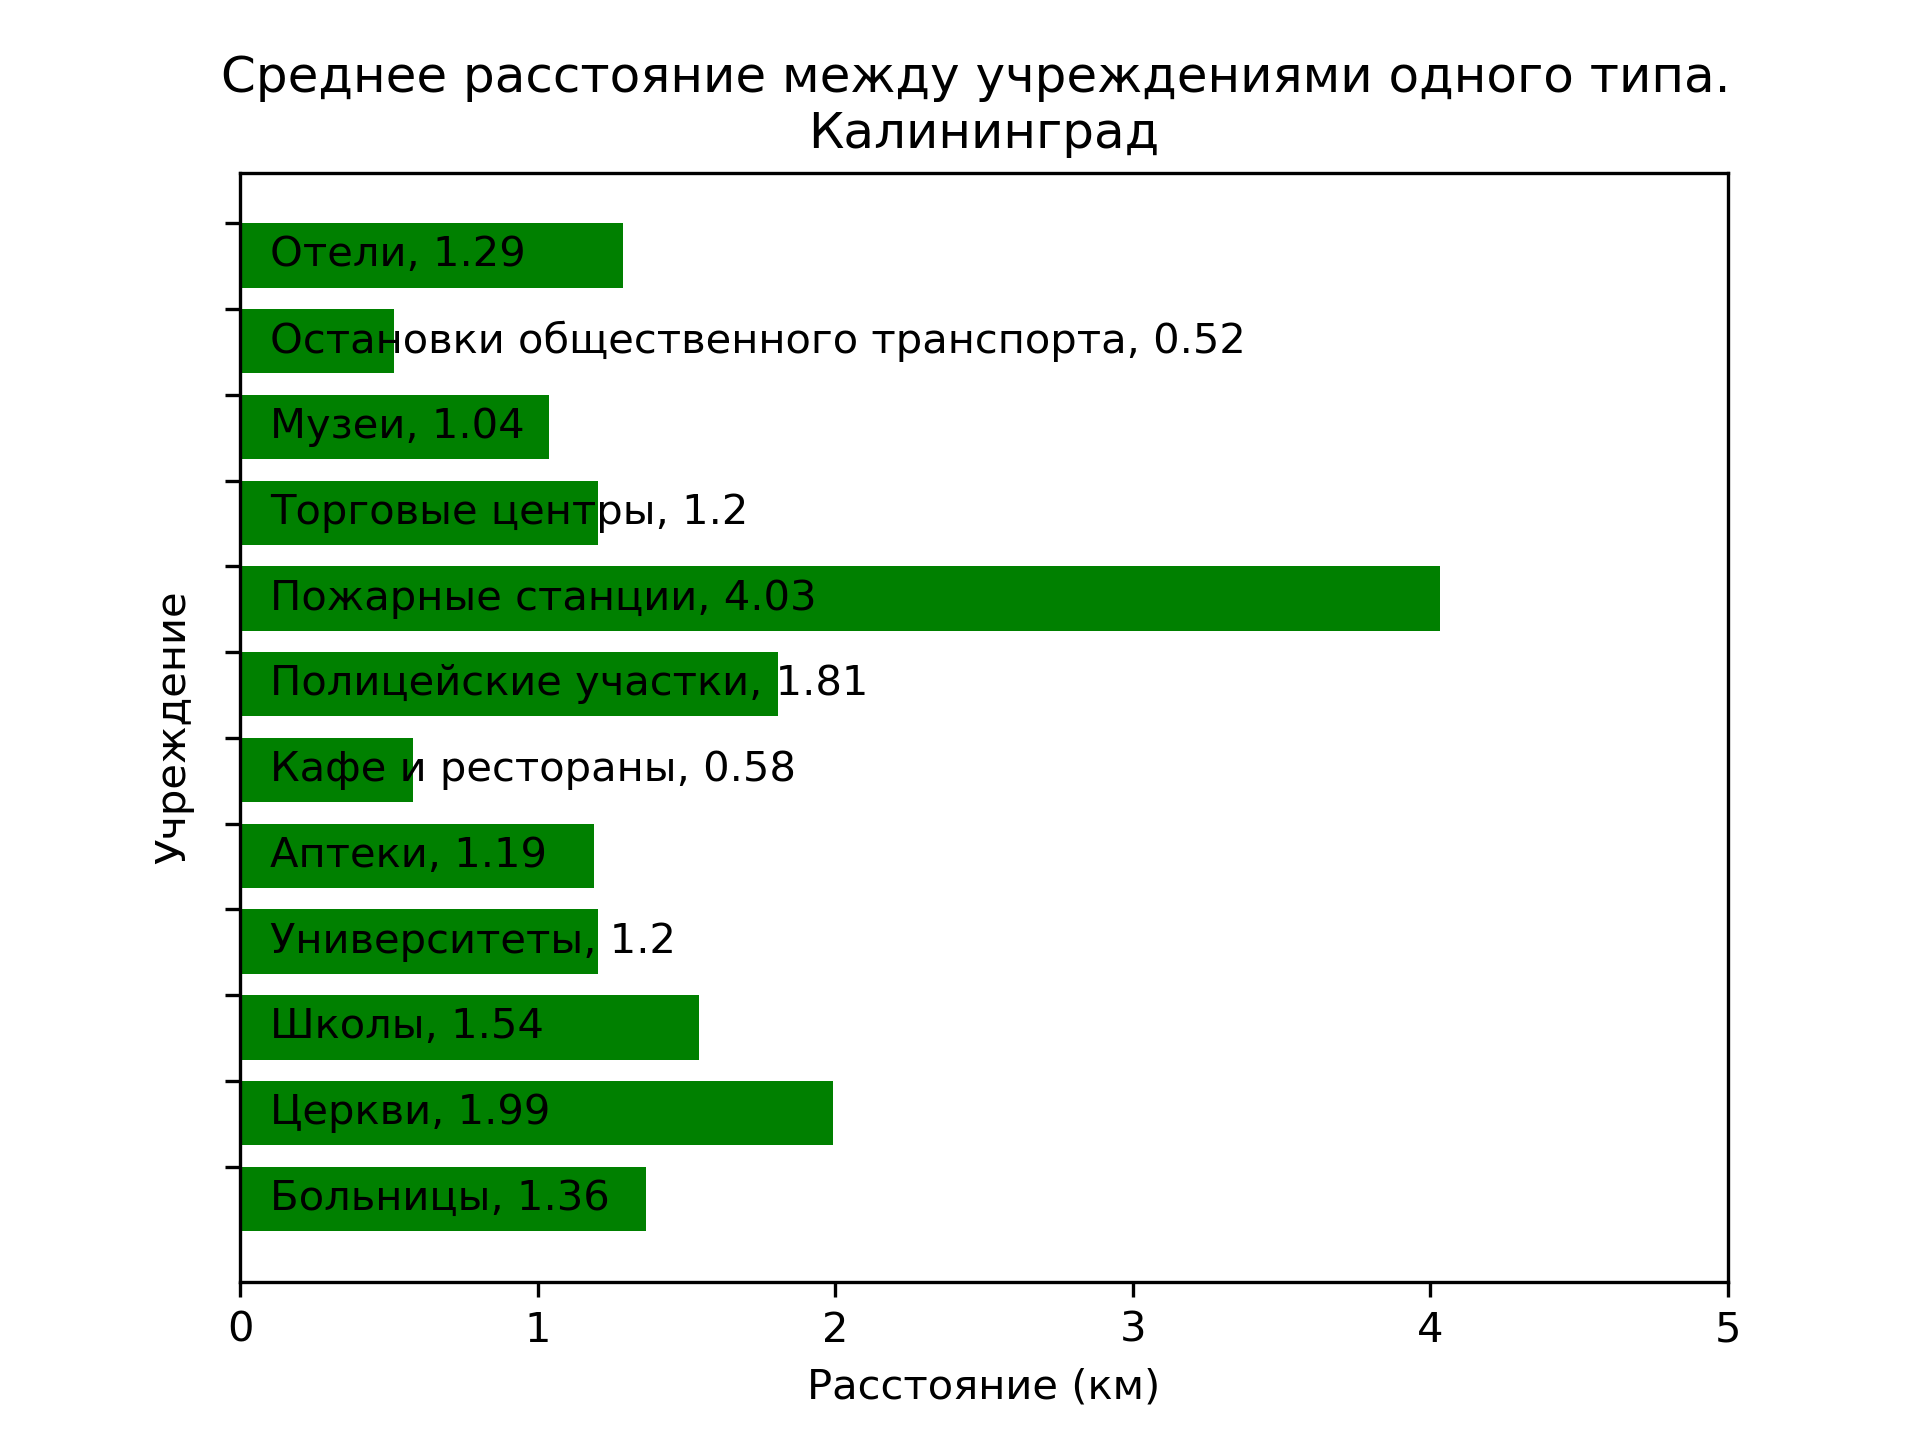 Среднее расстояние между учреждениями одного типа.
Калининград
Отели, 1.29
Остановки общественного транспорта, 0.52
Музеи, 1.04
Торговые центры, 1.2
Пожарные станции, 4.03
Полицейские участки, 1.81
Кафе и рестораны, 0.58
Аптеки, 1.19
Университеты, 1.2
Школы, 1.54
Церкви, 1.99
Больницы, 1.36
Учреждение
0 1 2 3 4 5
Расстояние (км)